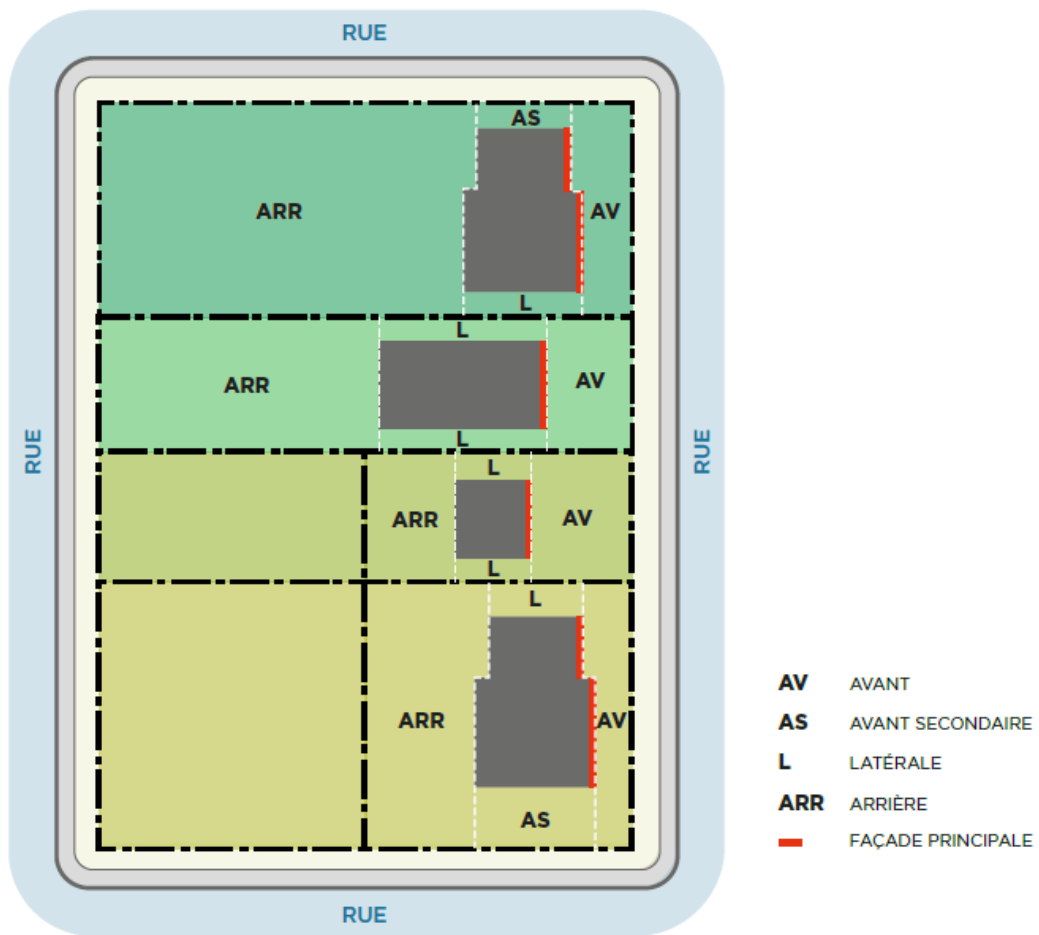 RUE
AS
ARR
AV
L
L
ARR
AV
L
RUE
RUE
L
ARR
AV
L
L
ARR
AV
AS
RUE
AV AVANT
AS AVANT SECONDAIRE
L LATÉRALE
ARR ARRIÈRE
FAÇADE PRINCIPALE